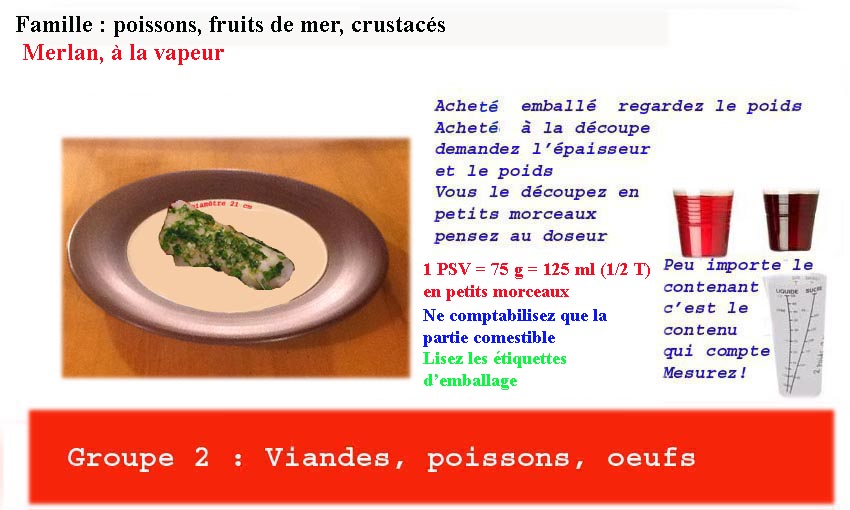 Famille : poissons, fruits de mer, crustacés
Merlan, à la vapeur
Acheté emballé regardez le poids
Acheté à la découpe
demandez l'épaisseur
et le poids
Vous le découpez en
petits morceaux
pensez au doseur
diamètre 21 cm
1 PSV = 75 g = 125 ml (1/2 T)
en petits morceaux
Ne comptabilisez que la
partie comestible
Lisez les étiquettes
d'emballage
Peu importe le
contenant
c'est le
contenu
qui compte
Mesurez!
LIQUIDE SUCRE
Groupe 2 : Viandes, poissons, oeufs